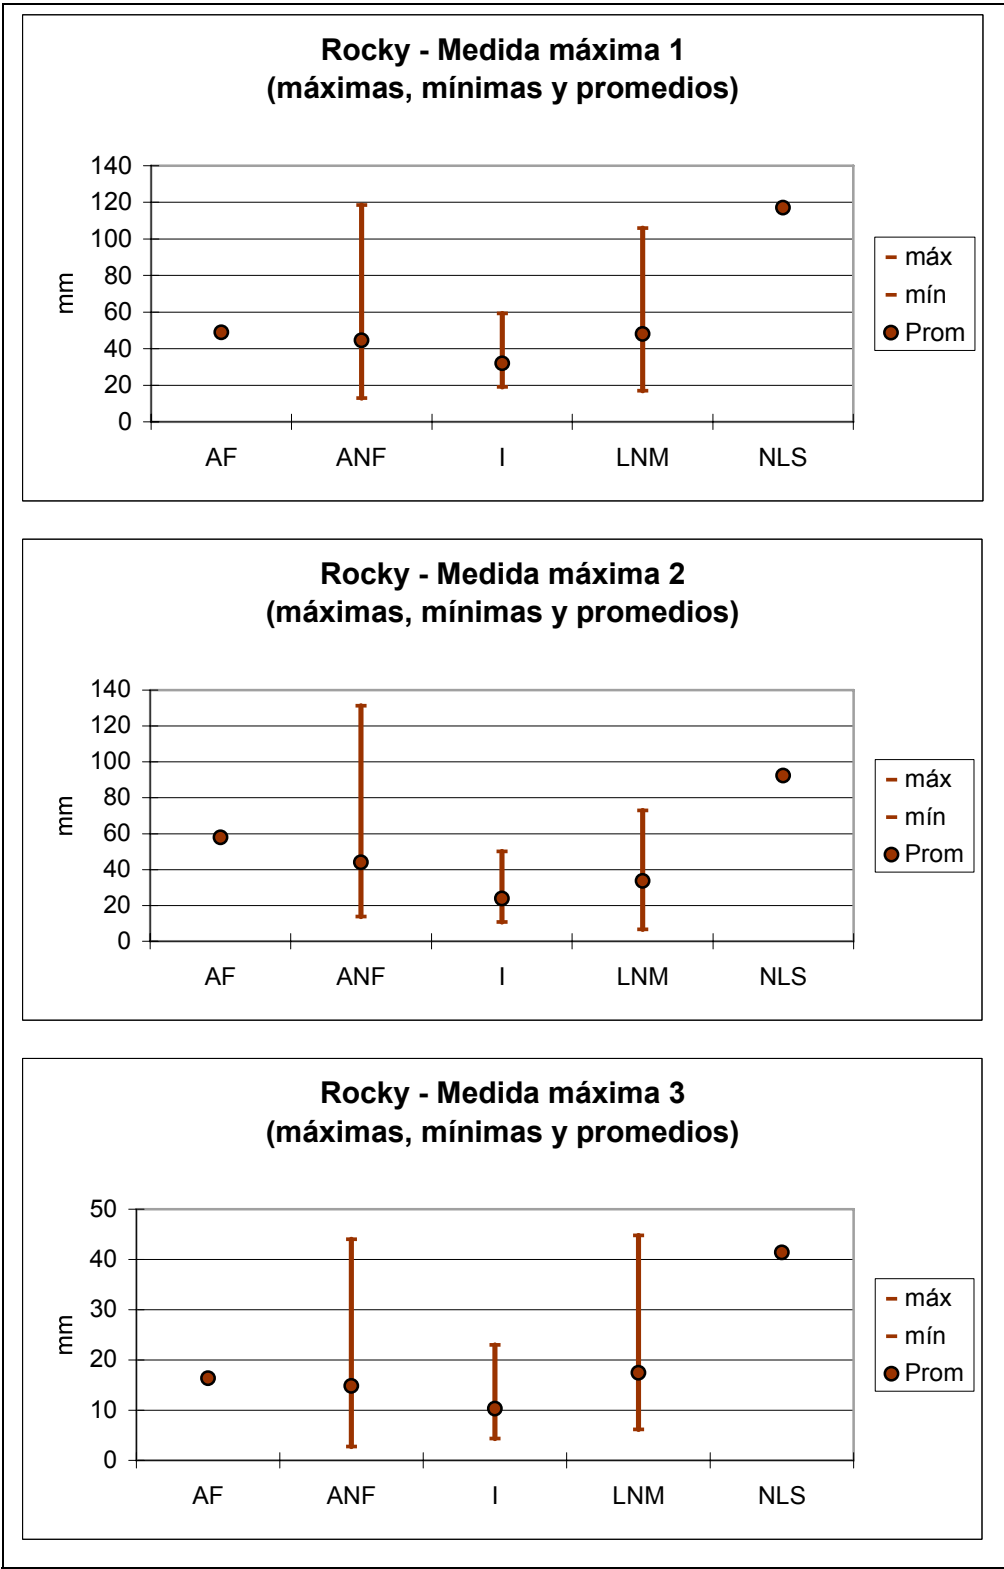 Rocky - Medida máxima 1
(máximas, mínimas y promedios)
140
120
100
80
60
40
20
0
mm
AF ANF I LNM NLS
máx
mín
Prom
Rocky - Medida máxima 2
(máximas, mínimas y promedios)
140
120
100
80
60
40
20
0
mm
AF ANF I LNM NLS
máx
mín
Prom
Rocky - Medida máxima 3
(máximas, mínimas y promedios)
50
40
30
20
10
0
mm
AF ANF I LNM NLS
máx
mín
Prom